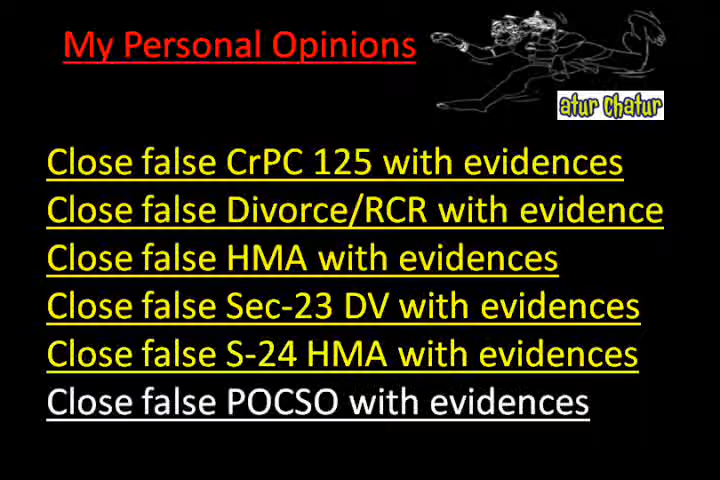 My Personal Opinions
atur Chatur
Close false CrPC 125 with evidences
Close false Divorce/RCR with evidence
Close false HMA with evidences
Close false Sec-23 DV with evidences
Close false S-24 HMA with evidences
Close false POCSO with evidences